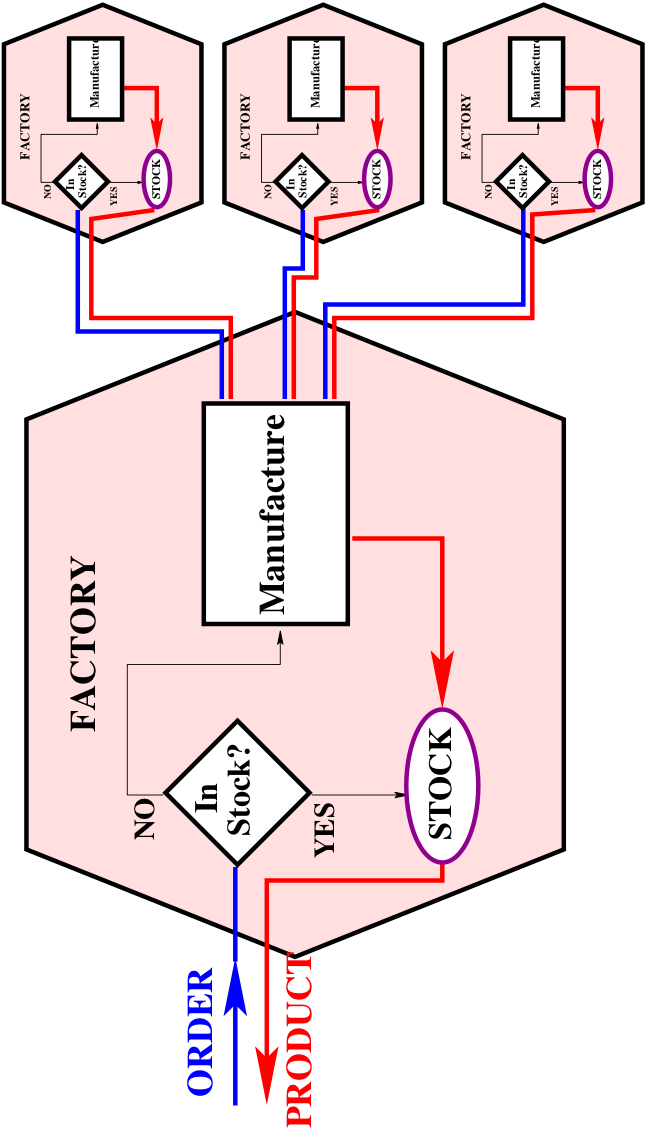 FACTORY
Manufacture
In
Stock?
NO
YES
STOCK
FACTORY
Manufacture
In
Stock?
NO
YES
STOCK
FACTORY
Manufacture
In
Stock?
NO
YES
STOCK
FACTORY
Manufacture
In
Stock?
NO
YES
STOCK
ORDER
PRODUCT